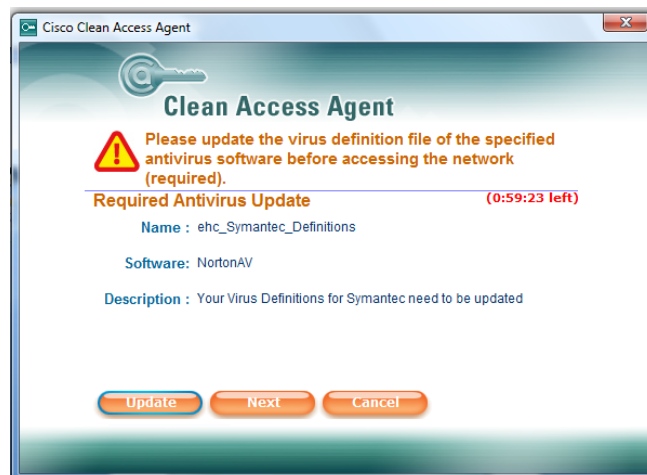 Cisco Clean Access Agent
Clean Access Agent
Please update the virus definition file of the specified
antivirus software before accessing the network
(required).
Required Antivirus Update (0:59:23 left)
Name : ehc_Symantec_Definitions
Software: NortonAV
Description : Your Virus Definitions for Symantec need to be updated
Update Next Cancel